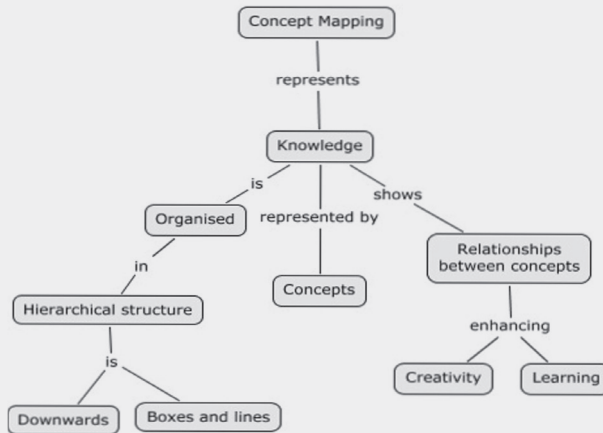 Concept Mapping
represents
Knowledge
is
shows
Organised
represented by
Relationships
between concepts
in
Concepts
Hierarchical structure
enhancing
is
Creativity
Learning
Downwards
Boxes and lines